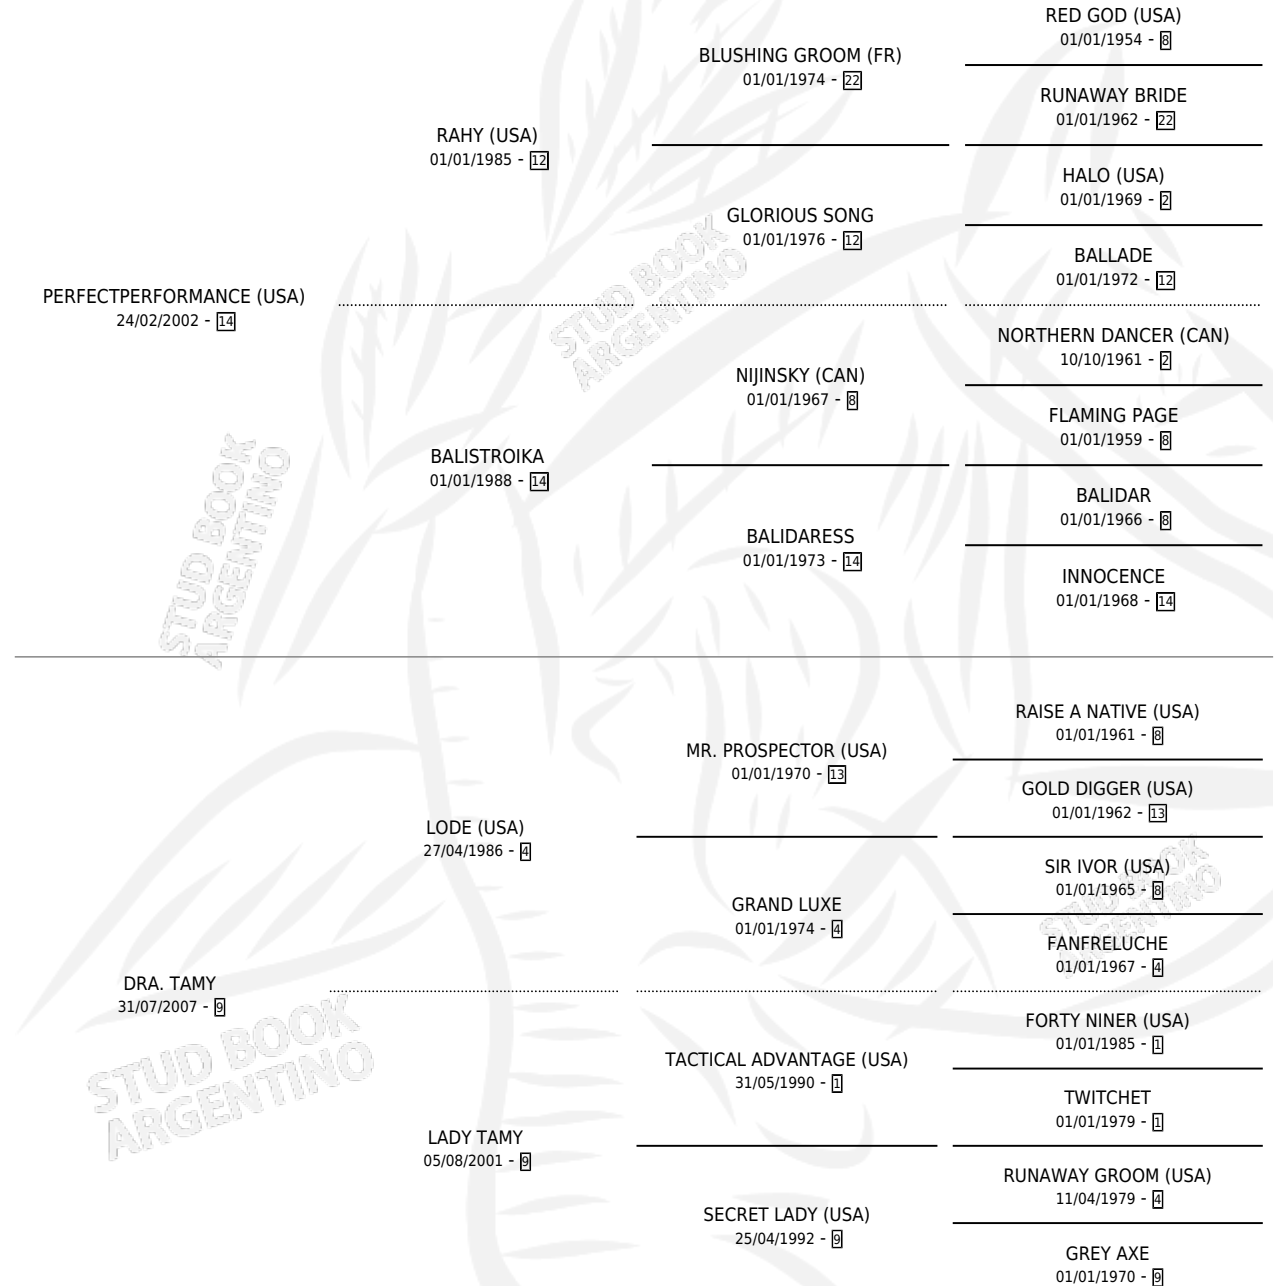 RED GOD (USA)
01/01/1954 - 8
BLUSHING GROOM (FR)
01/01/1974 - 22
RUNAWAY BRIDE
01/01/1962 - 22
RAHY (USA)
01/01/1985 - 12
HALO (USA)
01/01/1969 - 2
GLORIOUS SONG
01/01/1976 - 12
BALLADE
01/01/1972 - 12
STUD BOOK
ARGENTINO
PERFECTPERFORMANCE (USA)
24/02/2002 - 14
NORTHERN DANCER (CAN)
10/10/1961 - 2
NIJINSKY (CAN)
01/01/1967 - 8
FLAMING PAGE
01/01/1959 - 8
BALISTROIKA
01/01/1988 - 14
BALIDAR
01/01/1966 - 8
BALIDARESS
01/01/1973 - 14
INNOCENCE
01/01/1968 - 14
STUD BOOK
ARGENTINO
RAISE A NATIVE (USA)
01/01/1961 - 8
MR. PROSPECTOR (USA)
01/01/1970 - 13
GOLD DIGGER (USA)
01/01/1962 - 13
LODE (USA)
27/04/1986 - 4
SIR IVOR (USA)
01/01/1965 - 8
GRAND LUXE
01/01/1974 - 4
FANFRELUCHE
01/01/1967 - 4
STUD BOOK
ARGENTINO
DRA. TAMY
31/07/2007 - 9
FORTY NINER (USA)
01/01/1985 - 1
TACTICAL ADVANTAGE (USA)
31/05/1990 - 1
TWITCHET
01/01/1979 - 1
STUD BOOK
ARGENTINO
LADY TAMY
05/08/2001 - 9
RUNAWAY GROOM (USA)
11/04/1979 - 4
SECRET LADY (USA)
25/04/1992 - 9
GREY AXE
01/01/1970 - 9